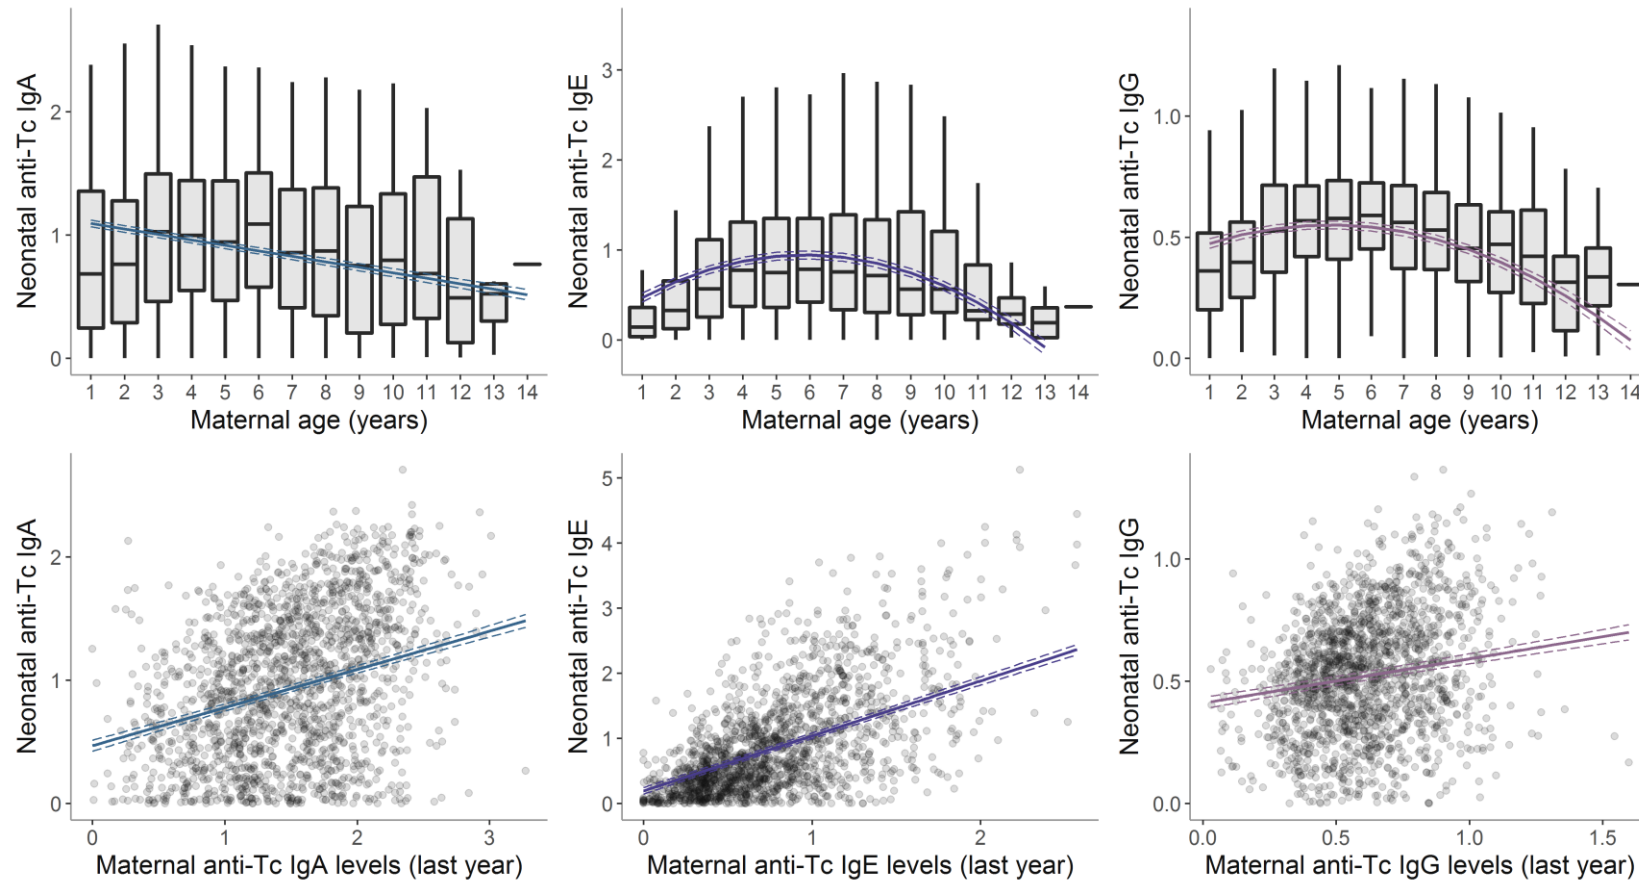 Neonatal anti-Tc IgA
2
1
0
1 2 3 4 5 6 7 8 9 10 11 12 13 14
Maternal age (years)
Neonatal anti-Tc IgE
3
2
1
0
1 2 3 4 5 6 7 8 9 10 11 12 13 14
Maternal age (years)
Neonatal anti-Tc IgG
1.0
0.5
0.0
1 2 3 4 5 6 7 8 9 10 11 12 13 14
Maternal age (years)
Neonatal anti-Tc IgA
2
1
0
0 1 2 3
Maternal anti-Tc IgA levels (last year)
Neonatal anti-Tc IgE
5
4
3
2
1
0
0 1 2
Maternal anti-Tc IgE levels (last year)
Neonatal anti-Tc IgG
1.0
0.5
0.0
0.0 0.5 1.0 1.5
Maternal anti-Tc IgG levels (last year)